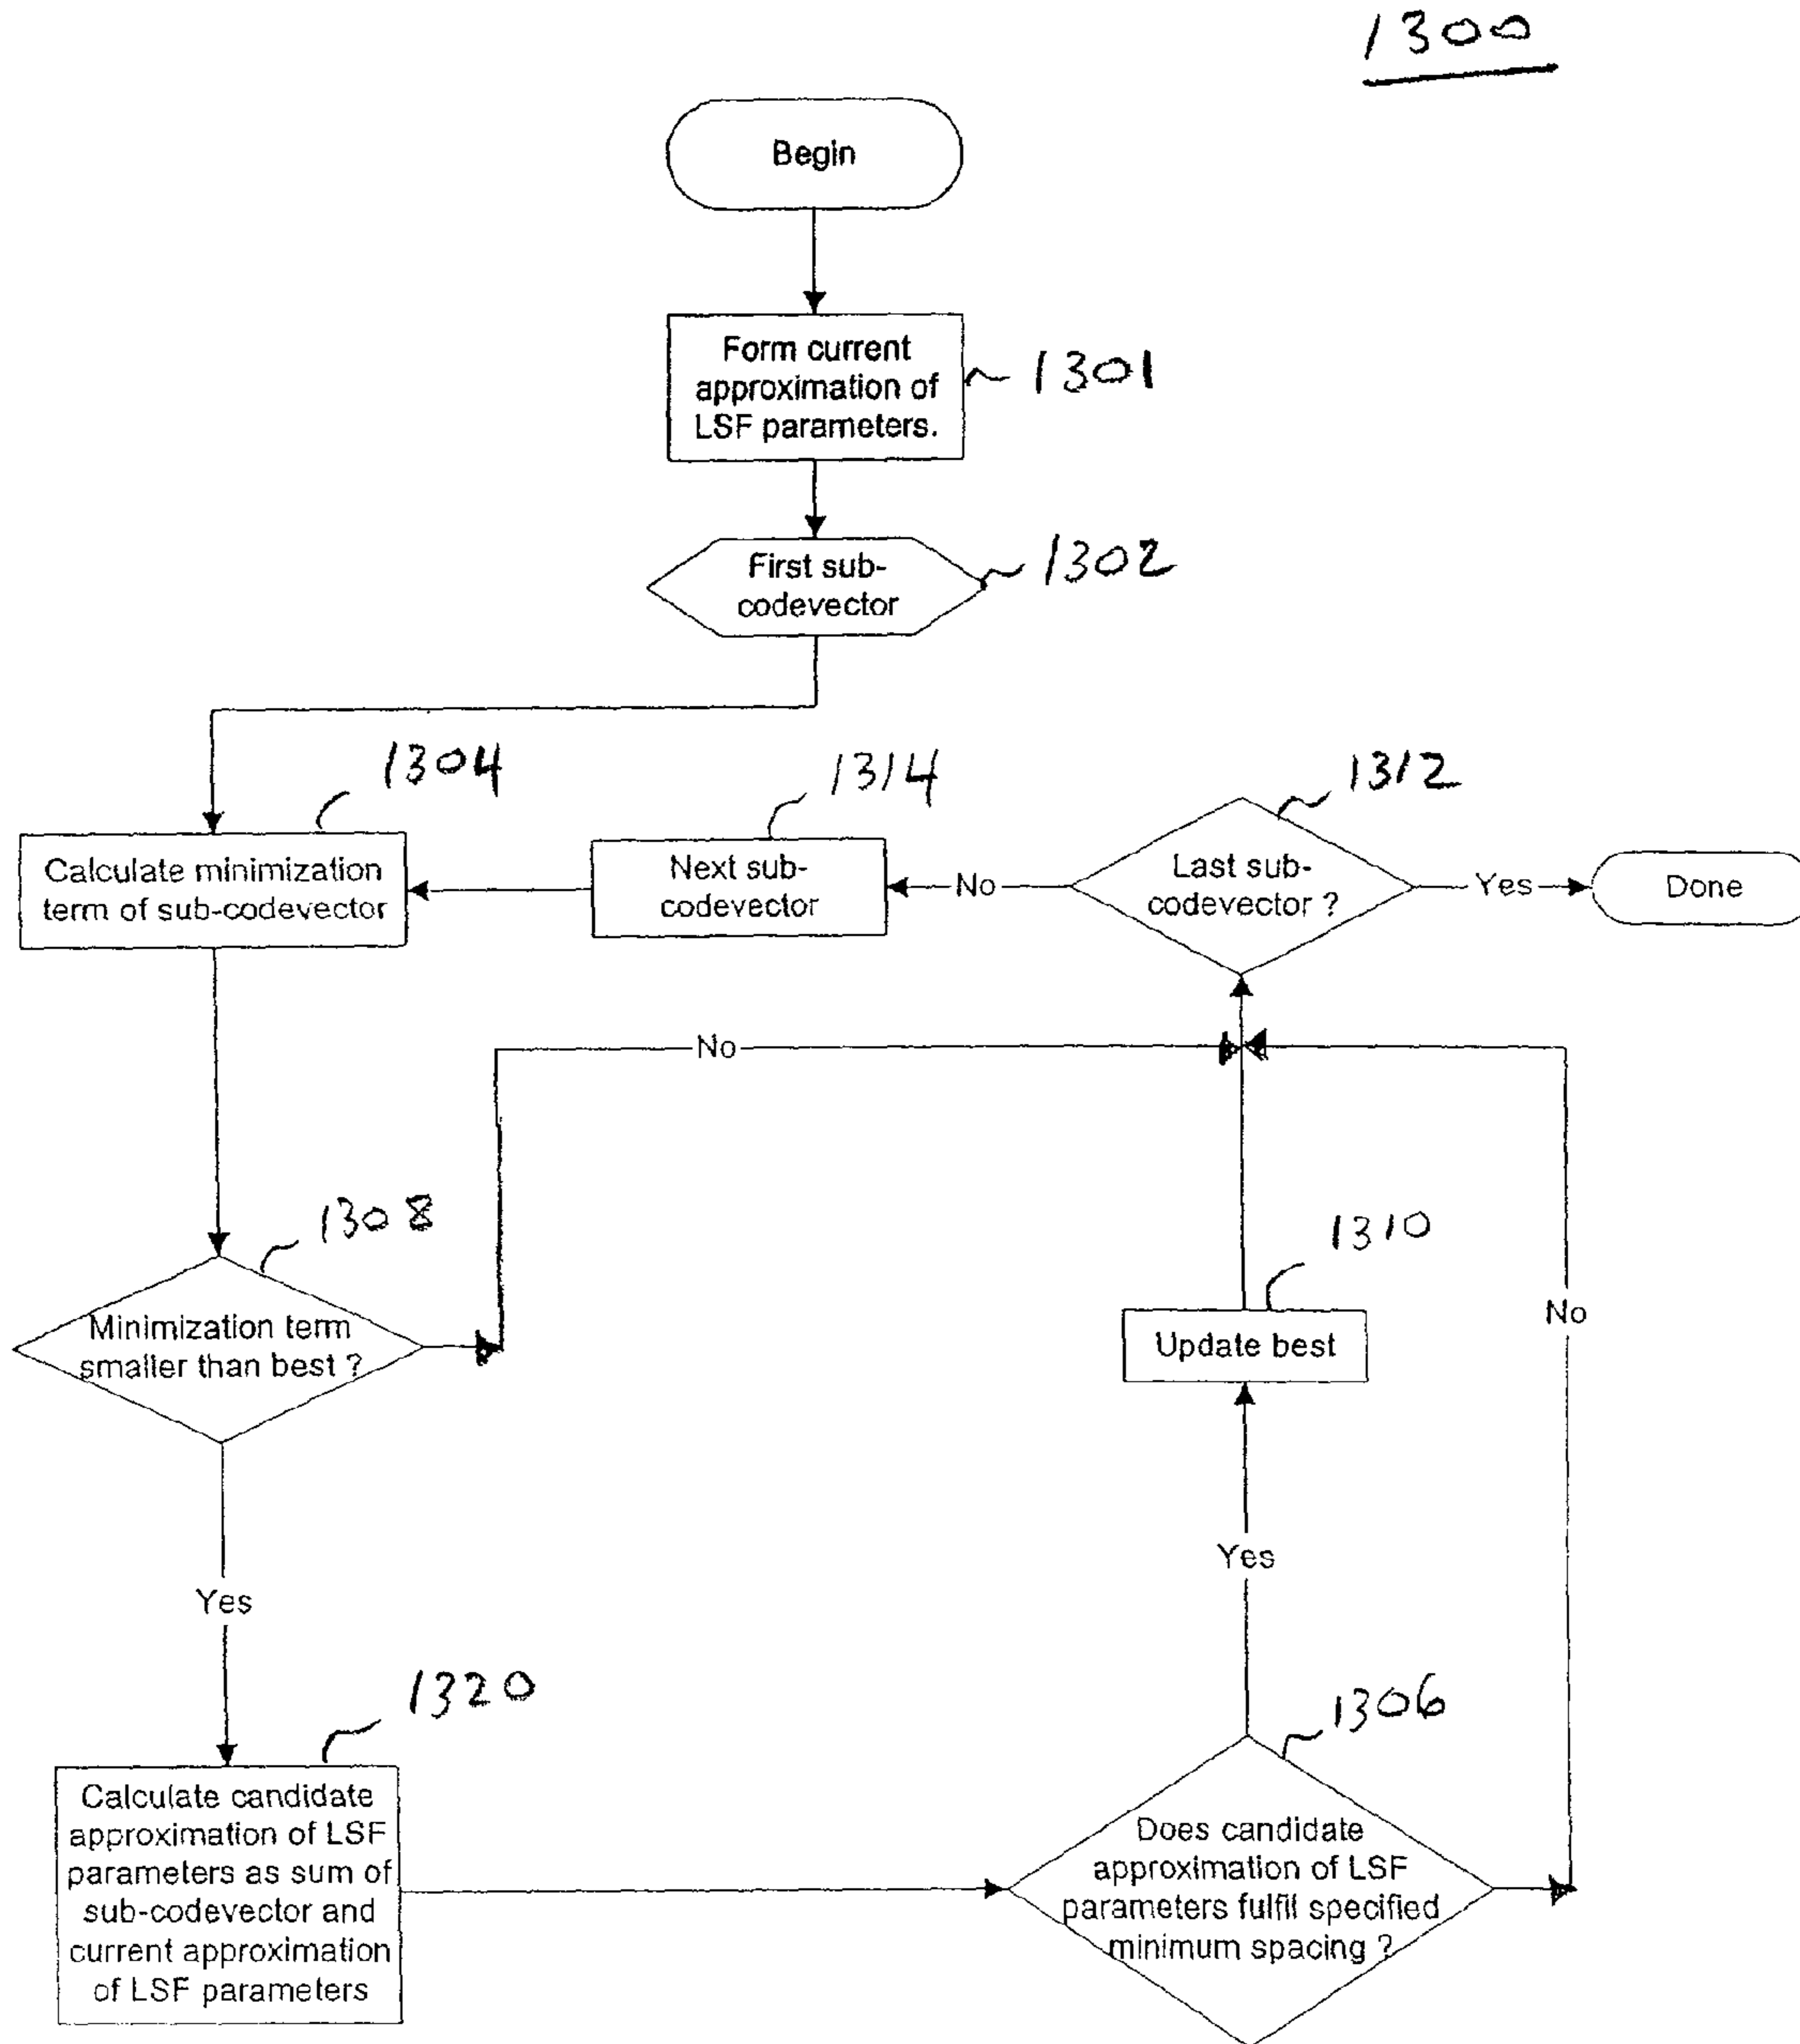 1300
Begin
Form current
approximation of
LSF parameters.
1301
First sub-
codevector
1302
1304
Calculate minimization
term of sub-codevector
1314
Next sub-
codevector
No
1312
Last sub-
codevector ?
Yes
Done
No
1308
Minimization term
smaller than best ?
1310
Update best
No
Yes
Yes
1320
Calculate candidate
approximation of LSF
parameters as sum of
sub-codevector and
current approximation
of LSF parameters
1306
Does candidate
approximation of LSF
parameters fulfil specified
minimum spacing ?